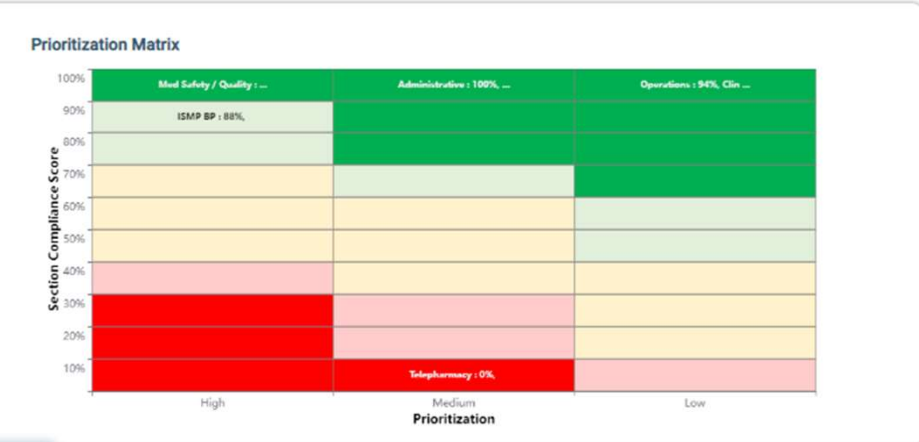 Prioritization Matrix
100%
Med Safety / Quality : ...
Administrative : 100%, ...
Operations : 94%, Clin ...
90%
ISMP BP : 88%,
80%
70%
60%
50%
40%
30%
20%
10%
Telepharmacy : 0%,
Section Compliance Score
High
Medium
Low
Prioritization